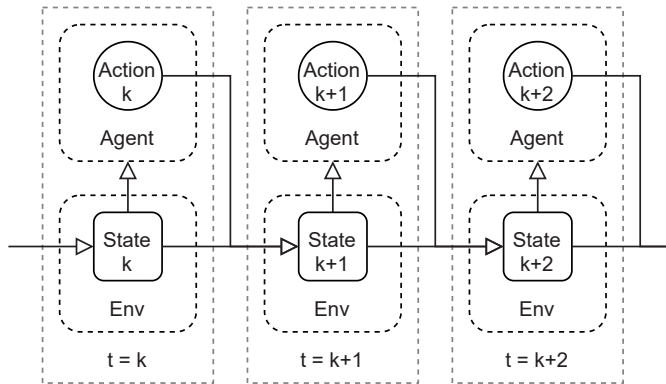 Action
k
Agent
State
k
Env
t = k
Action
k+1
Agent
State
k+1
Env
t = k+1
Action
k+2
Agent
State
k+2
Env
t = k+2